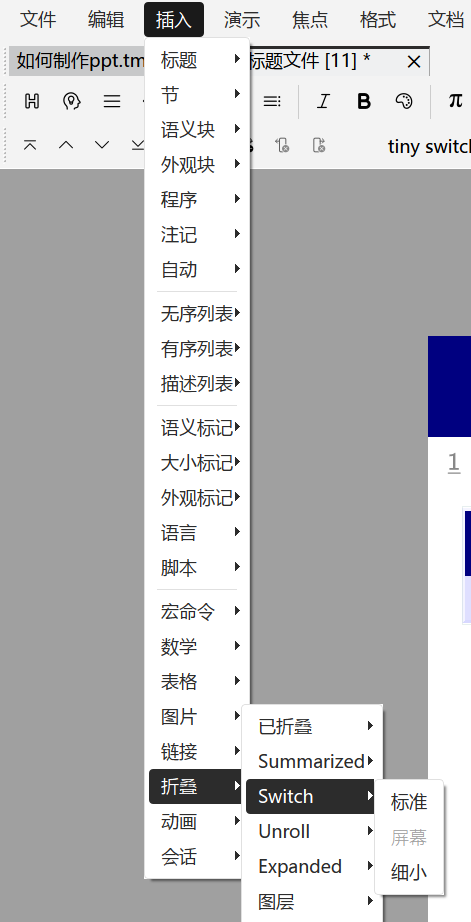 文件 编辑 插入 演示 焦点 格式 文档
如何制作ppt.tm 标题文件 [11] *
tiny switch
标题
节
语义块
外观块
程序
注记
自动
无序列表
有序列表
描述列表
语义标记
大小标记
外观标记
语言
脚本
宏命令
数学
表格
图片
链接
折叠
动画
会话
已折叠
Summarized
Switch
Unroll
Expanded
图层
标准
屏幕
细小
1